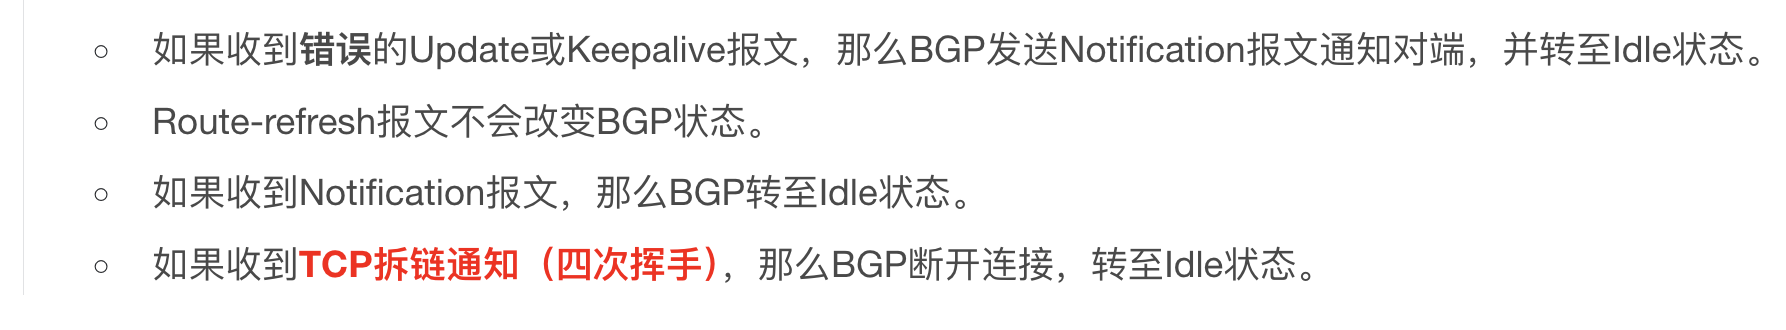 如果收到错误的Update或Keepalive报文，那么BGP发送Notification报文通知对端，并转至Idle状态。
Route-refresh报文不会改变BGP状态。
如果收到Notification报文，那么BGP转至Idle状态。
如果收到TCP拆链通知（四次挥手），那么BGP断开连接，转至Idle状态。